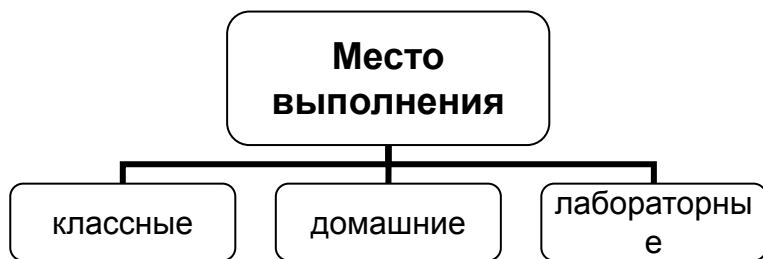 Место
выполнения
классные
домашние
лабораторны
е